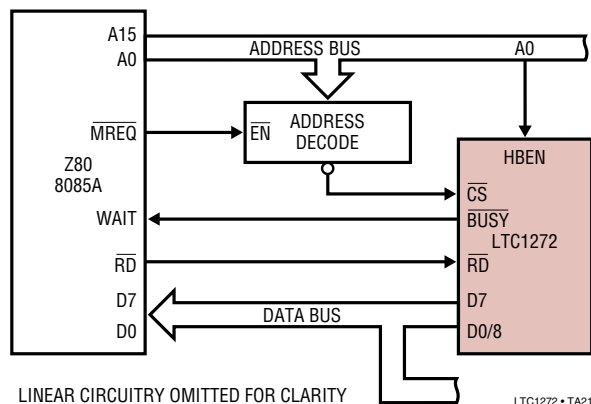 A15
A0
ADDRESS BUS
A0
MREQ
EN
ADDRESS
DECODE
HBEN
Z80
8085A
CS
WAIT
BUSY
LTC1272
RD
RD
D7
D7
DATA BUS
D0
D0/8
LINEAR CIRCUITRY OMITTED FOR CLARITY
LTC1272 • TA21